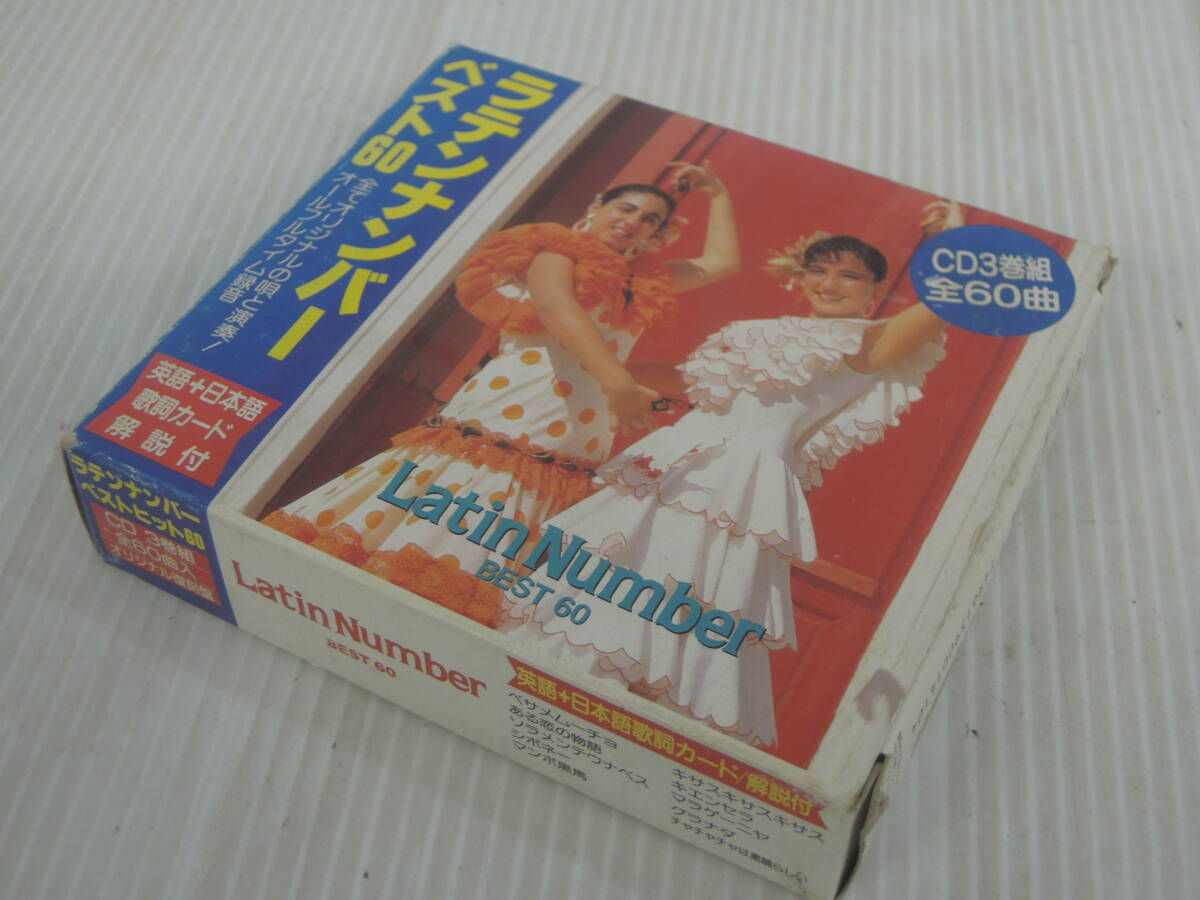 ラテンナンバー
ベスト60
全てオリジナルの唄と演奏!
オールフルタイム録音
英語+日本語
歌詞カード
解説付
CD3巻組
全60曲
Latin Number
BEST 60
ラテンナンバー
ベストヒット60
CD 3巻組
全60曲入
Latin Number
BEST 60
英語+日本語歌詞カード/解説付
ベサメムーチョ
ある恋の物語
ソラメンテウナベス
シボネー
マンボ黒馬
キサスキサスキサス
キエンセラ
マラゲーニャ
グラナダ
チャチャチャは素晴らしい